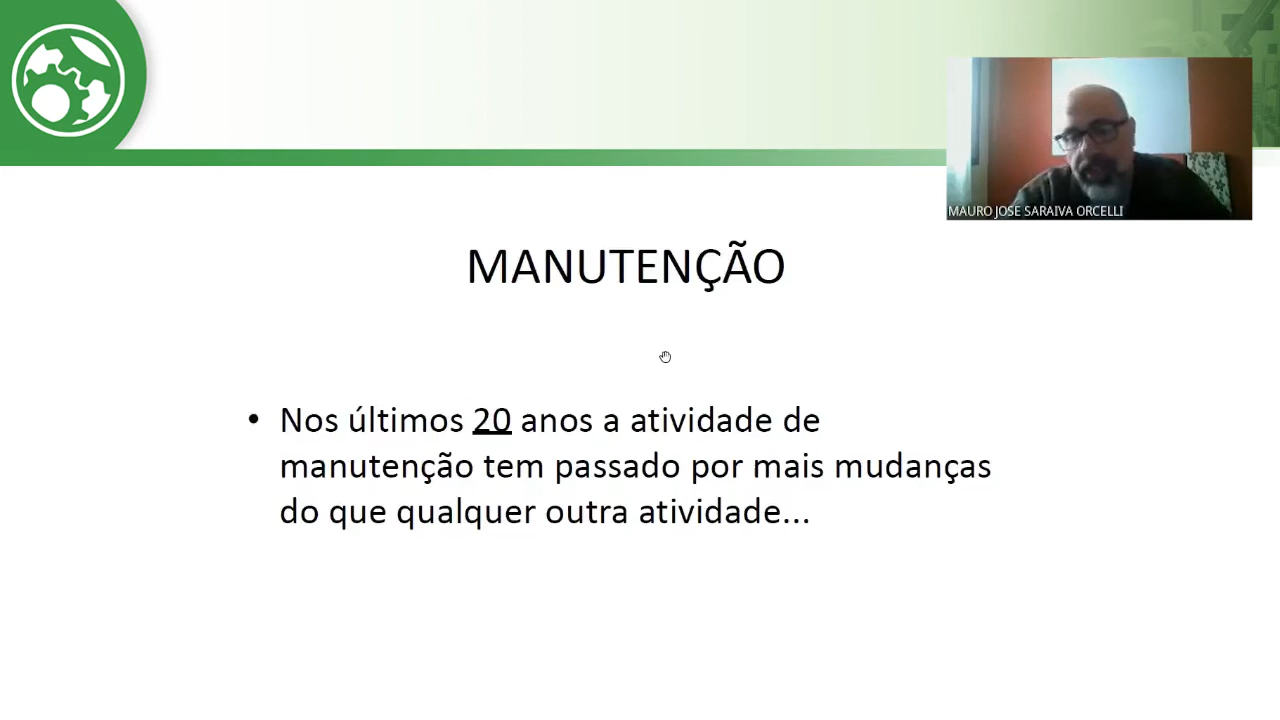 MAURO JOSE SARAIVA ORCELLI
MANUTENÇÃO
• Nos últimos 20 anos a atividade de
manutenção tem passado por mais mudanças
do que qualquer outra atividade...